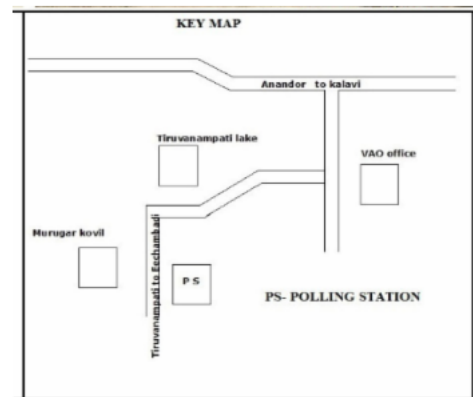 KEY MAP
Anandor to kalavi
Tiruvanampati lake
VAO office
Murugar kovil
Tiruvanampati to Eechambadi
P S
PS- POLLING STATION